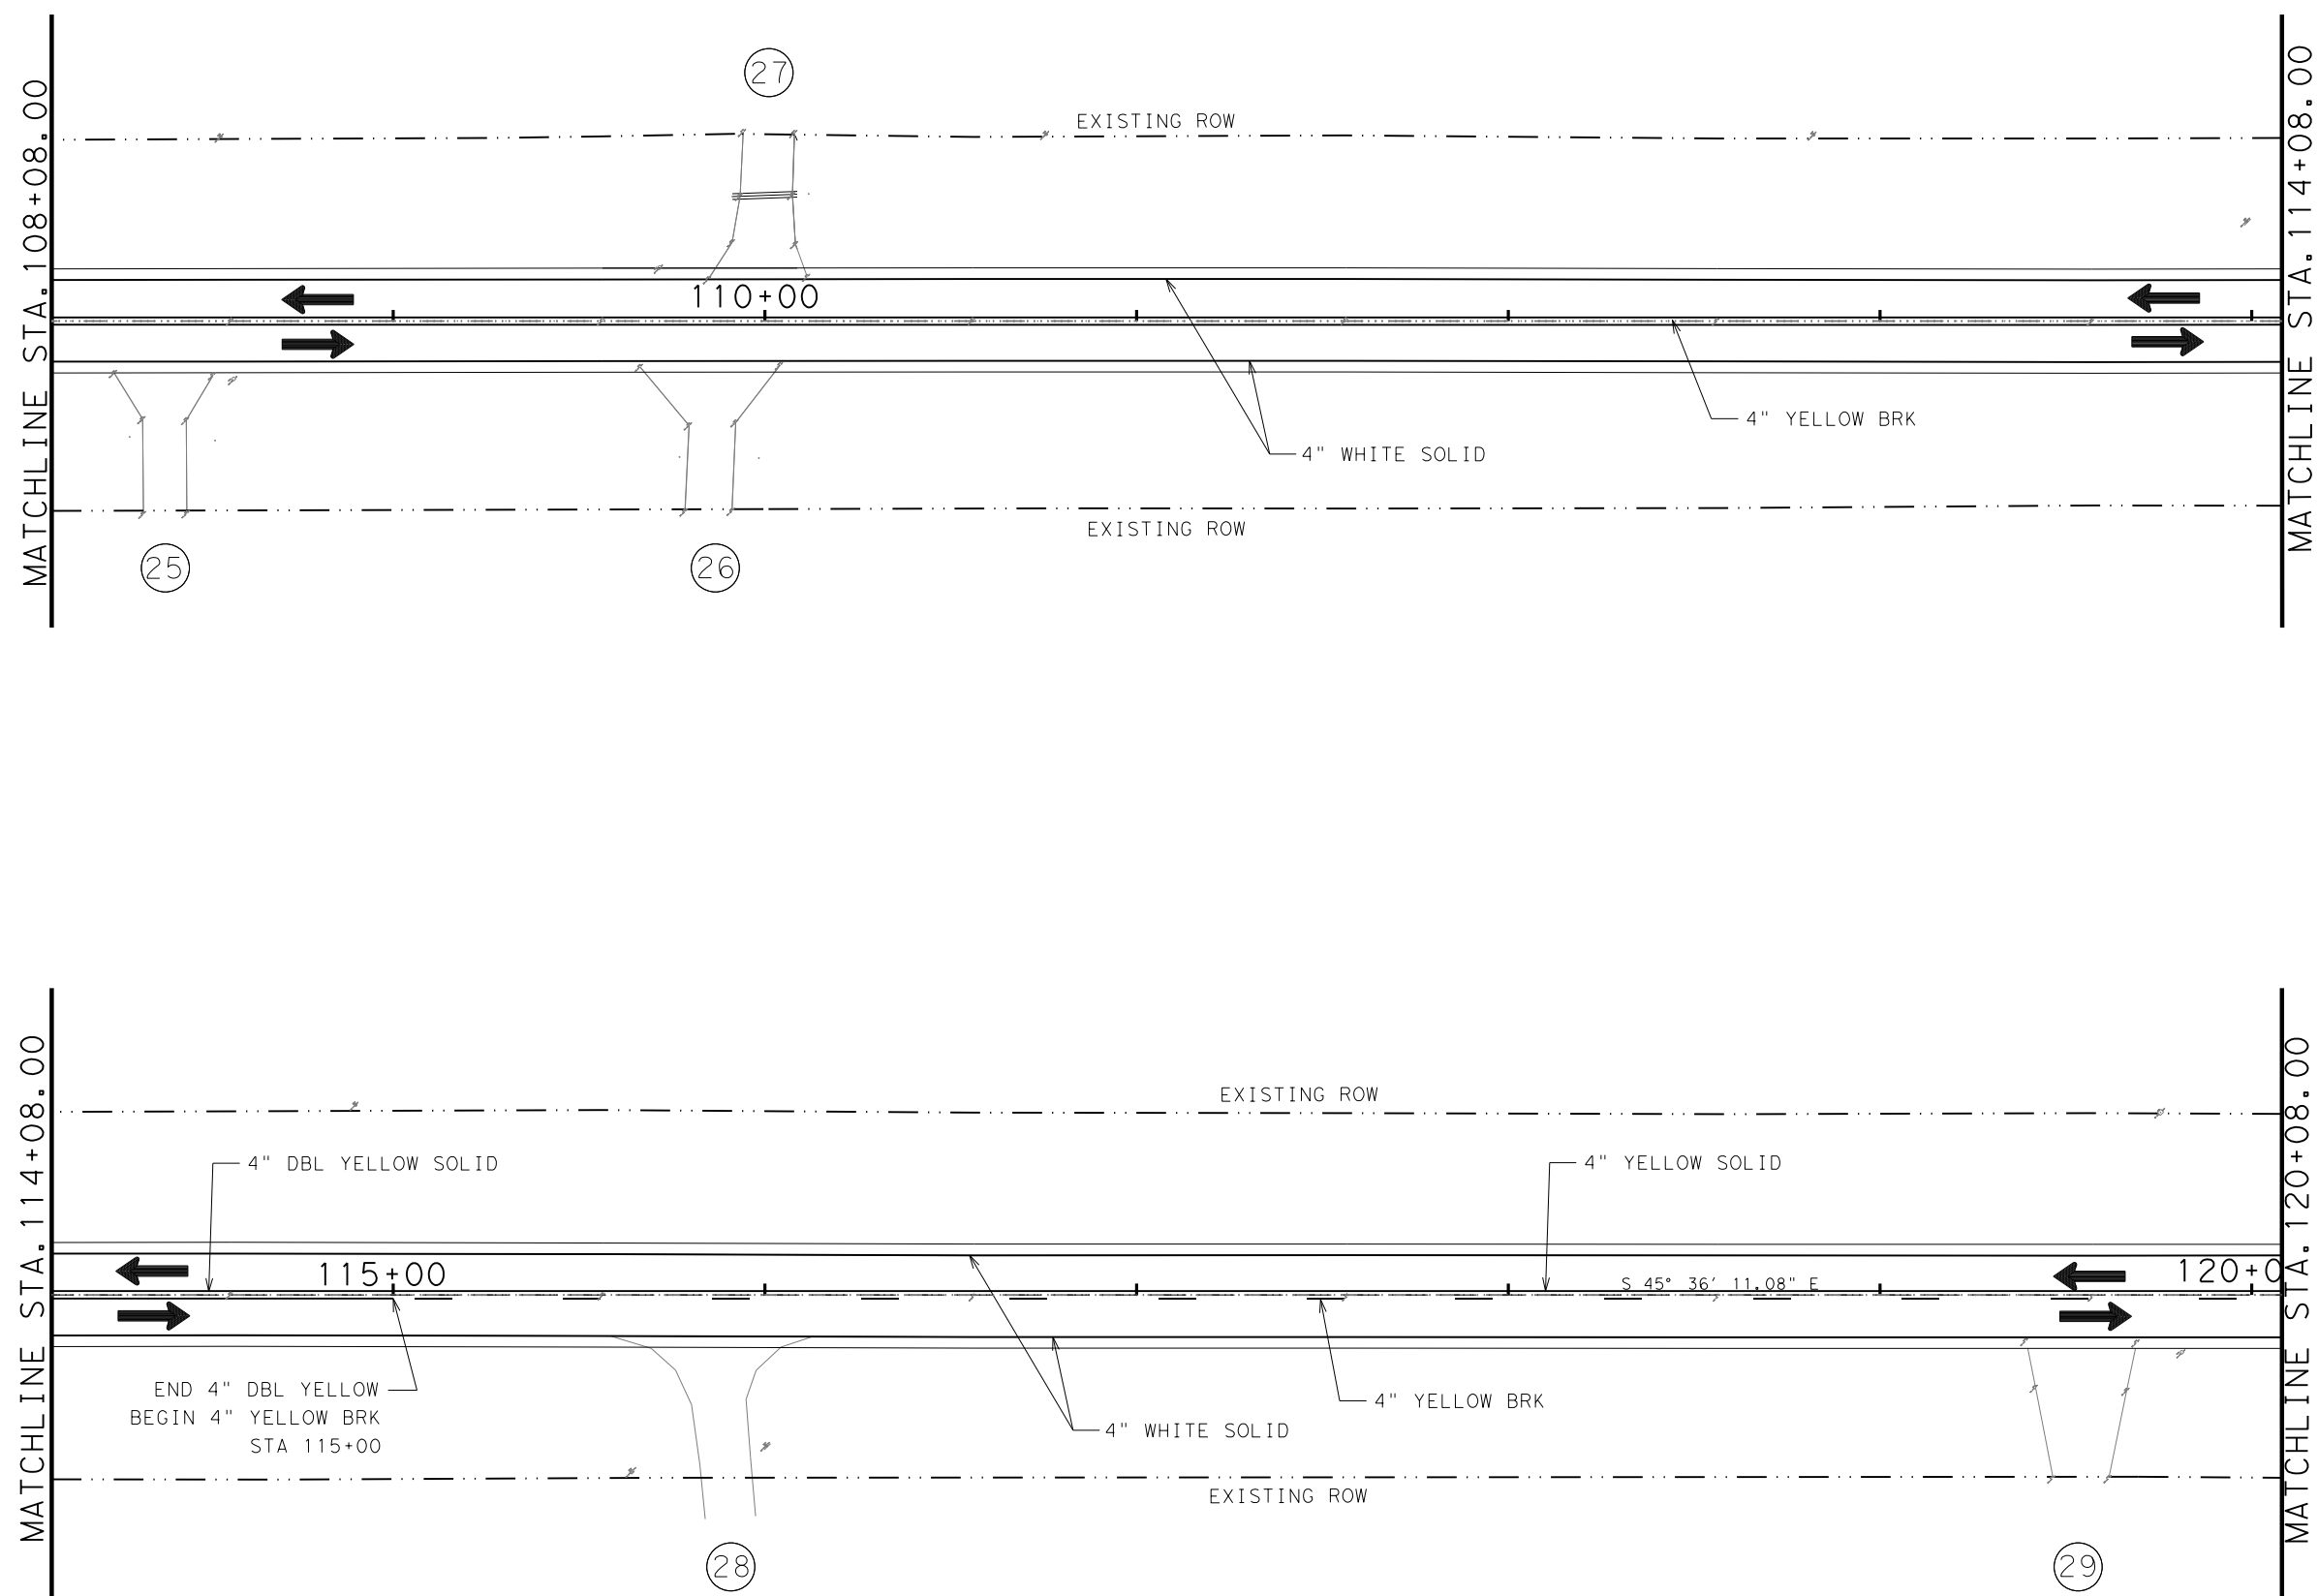 27
EXISTING ROW
MATCHLINE STA. 108+08.00
MATCHLINE STA. 114+08.00
110+00
4" YELLOW BRK
4" WHITE SOLID
EXISTING ROW
25
26
EXISTING ROW
MATCHLINE STA. 114+08.00
MATCHLINE STA. 120+08.00
4" DBL YELLOW SOLID
4" YELLOW SOLID
115+00
S 45° 36' 11.08" E
120+0
END 4" DBL YELLOW
BEGIN 4" YELLOW BRK
STA 115+00
4" YELLOW BRK
4" WHITE SOLID
EXISTING ROW
28
29